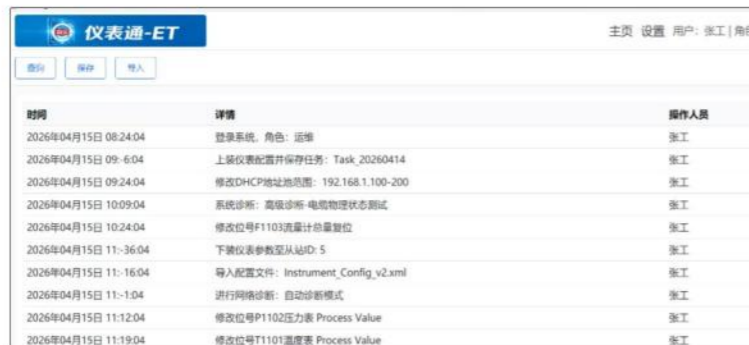 仪表通-ET
主页 设置 用户：张工|角色
查询 保存 导入
时间 详情 操作人员
2026年04月15日 08:24:04 登录系统，角色：运维 张工
2026年04月15日 09:-6:04 上装仪表配置并保存任务：Task_20260414 张工
2026年04月15日 09:24:04 修改DHCP地址池范围：192.168.1.100-200 张工
2026年04月15日 10:09:04 系统诊断：高级诊断-电缆物理状态测试 张工
2026年04月15日 10:24:04 修改位号F1103流量计总量复位 张工
2026年04月15日 11:-36:04 下装仪表参数至从站ID: 5 张工
2026年04月15日 11:-16:04 导入配置文件：Instrument_Config_v2.xml 张工
2026年04月15日 11:-1:04 进行网络诊断：自动诊断模式 张工
2026年04月15日 11:12:04 修改位号P1102压力表 Process Value 张工
2026年04月15日 11:19:04 修改位号T1101温度表 Process Value 张工